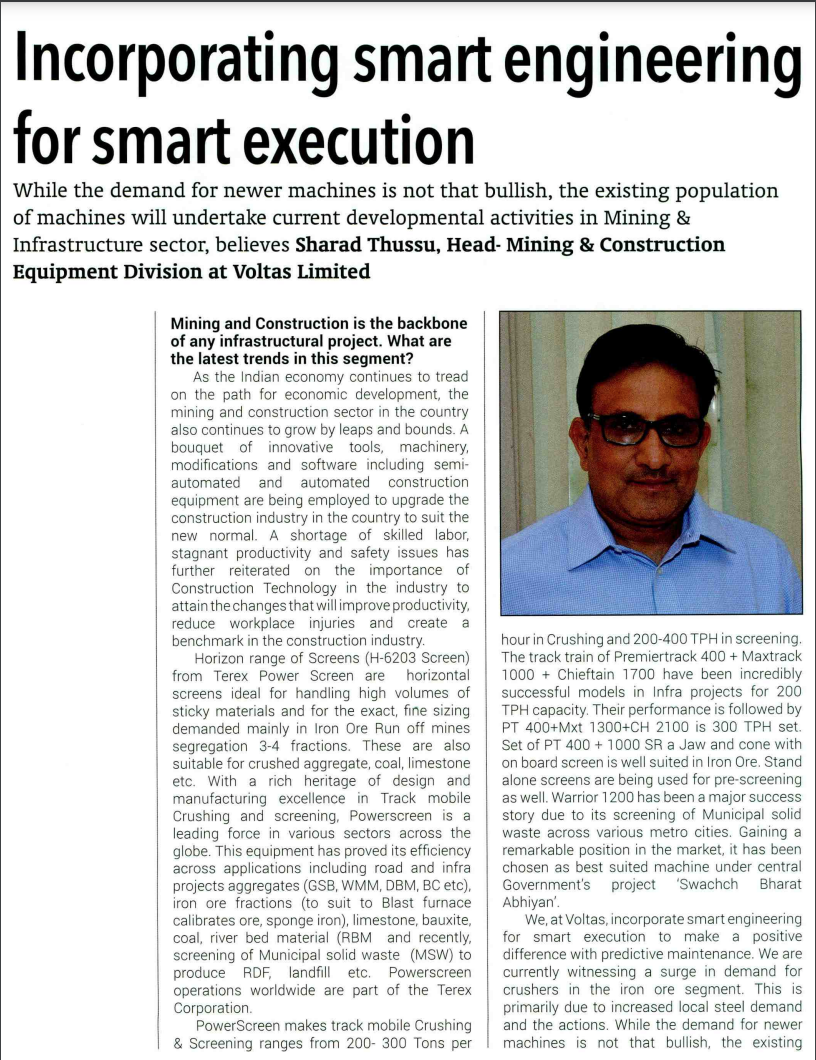 Incorporating smart engineering
for smart execution
While the demand for newer machines is not that bullish, the existing population
of machines will undertake current developmental activities in Mining &
Infrastructure sector, believes Sharad Thussu, Head- Mining & Construction
Equipment Division at Voltas Limited
Mining and Construction is the backbone
of any infrastructural project. What are
the latest trends in this segment?
As the Indian economy continues to tread
on the path for economic development, the
mining and construction sector in the country
also continues to grow by leaps and bounds. A
bouquet of innovative tools, machinery,
modifications and software including semi-
automated and automated construction
equipment are being employed to upgrade the
construction industry in the country to suit the
new normal. A shortage of skilled labor,
stagnant productivity and safety issues has
further reiterated on the importance of
Construction Technology in the industry to
attain the changes that will improve productivity,
reduce workplace injuries and create a
benchmark in the construction industry.
Horizon range of Screens (H-6203 Screen)
from Terex Power Screen are horizontal
screens ideal for handling high volumes of
sticky materials and for the exact, fine sizing
demanded mainly in Iron Ore Run off mines
segregation 3-4 fractions. These are also
suitable for crushed aggregate, coal, limestone
etc. With a rich heritage of design and
manufacturing excellence in Track mobile
Crushing and screening, Powerscreen is a
leading force in various sectors across the
globe. This equipment has proved its efficiency
across applications including road and infra
projects aggregates (GSB, WMM, DBM, BC etc),
iron ore fractions (to suit to Blast furnace
calibrates ore, sponge iron), limestone, bauxite,
coal, river bed material (RBM and recently,
screening of Municipal solid waste (MSW) to
produce RDF, landfill etc. Powerscreen
operations worldwide are part of the Terex
Corporation.
PowerScreen makes track mobile Crushing
& Screening ranges from 200- 300 Tons per
hour in Crushing and 200-400 TPH in screening.
The track train of Premiertrack 400 + Maxtrack
1000 + Chieftain 1700 have been incredibly
successful models in Infra projects for 200
TPH capacity. Their performance is followed by
PT 400+Mxt 1300+CH 2100 is 300 TPH set.
Set of PT 400 + 1000 SR a Jaw and cone with
on board screen is well suited in Iron Ore. Stand
alone screens are being used for pre-screening
as well. Warrior 1200 has been a major success
story due to its screening of Municipal solid
waste across various metro cities. Gaining a
remarkable position in the market, it has been
chosen as best suited machine under central
Government's project 'Swachch Bharat
Abhiyan'.
We, at Voltas, incorporate smart engineering
for smart execution to make a positive
difference with predictive maintenance. We are
currently witnessing a surge in demand for
crushers in the iron ore segment. This is
primarily due to increased local steel demand
and the actions. While the demand for newer
machines is not that bullish, the existing